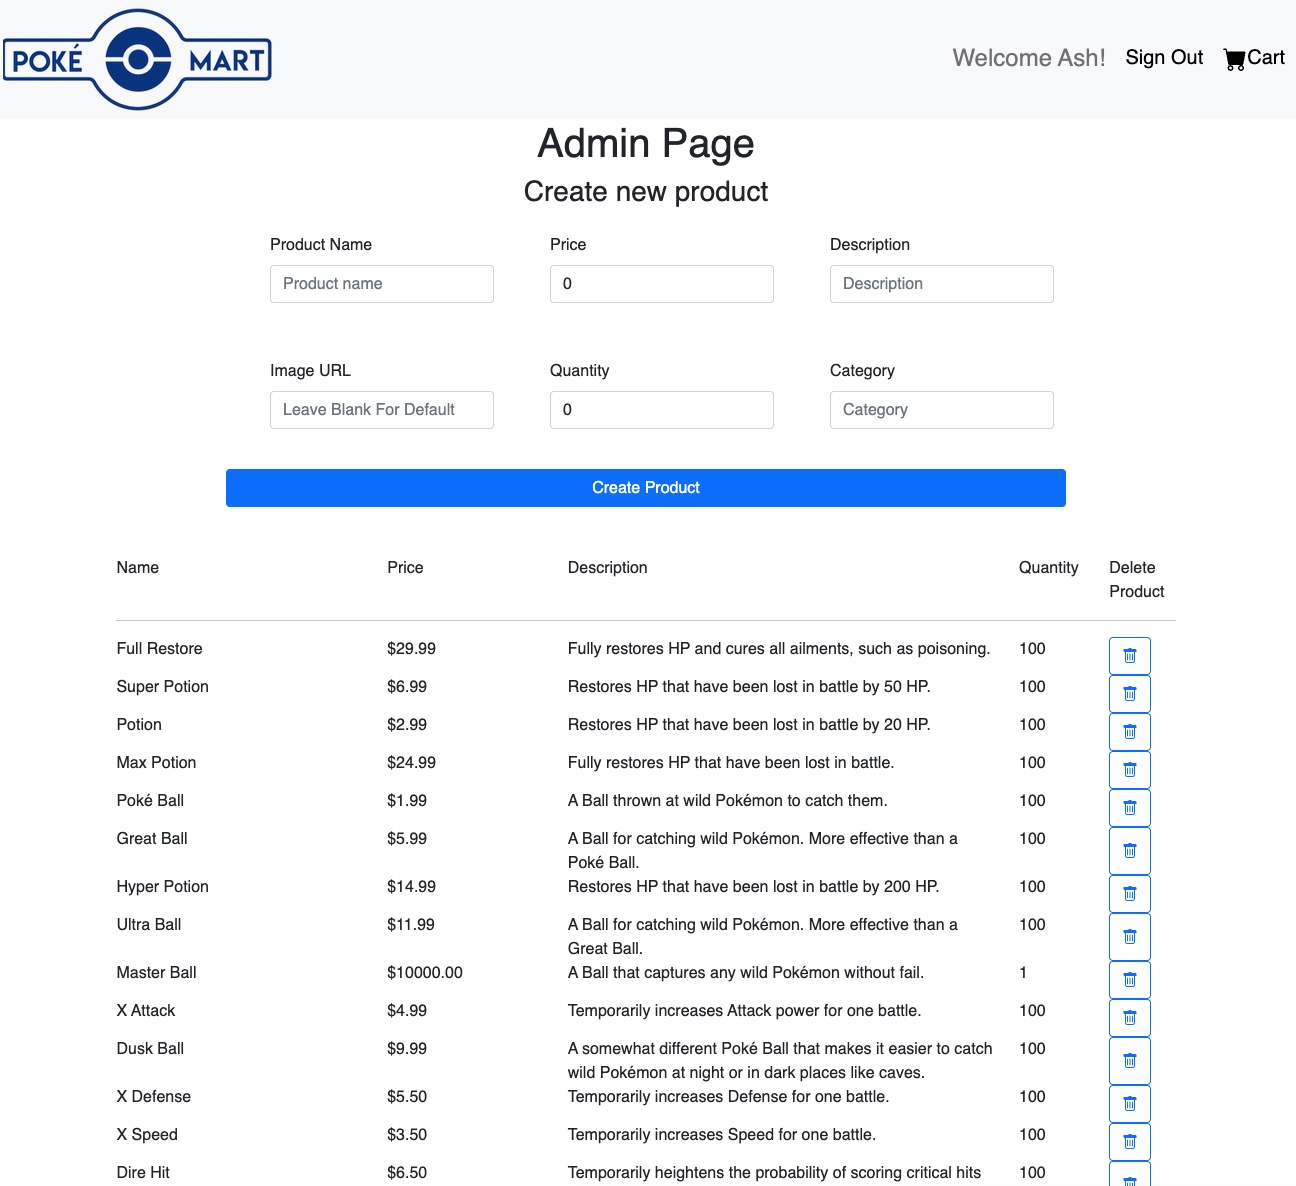 POKÉ MART
Welcome Ash! Sign Out Cart
Admin Page
Create new product
Product Name Price Description
Product name 0 Description
Image URL Quantity Category
Leave Blank For Default 0 Category
Create Product
Name Price Description Quantity Delete
Product
Full Restore $29.99 Fully restores HP and cures all ailments, such as poisoning. 100
Super Potion $6.99 Restores HP that have been lost in battle by 50 HP. 100
Potion $2.99 Restores HP that have been lost in battle by 20 HP. 100
Max Potion $24.99 Fully restores HP that have been lost in battle. 100
Poké Ball $1.99 A Ball thrown at wild Pokémon to catch them. 100
Great Ball $5.99 A Ball for catching wild Pokémon. More effective than a 100
Poké Ball.
Hyper Potion $14.99 Restores HP that have been lost in battle by 200 HP. 100
Ultra Ball $11.99 A Ball for catching wild Pokémon. More effective than a 100
Great Ball.
Master Ball $10000.00 A Ball that captures any wild Pokémon without fail. 1
X Attack $4.99 Temporarily increases Attack power for one battle. 100
Dusk Ball $9.99 A somewhat different Poké Ball that makes it easier to catch 100
wild Pokémon at night or in dark places like caves.
X Defense $5.50 Temporarily increases Defense for one battle. 100
X Speed $3.50 Temporarily increases Speed for one battle. 100
Dire Hit $6.50 Temporarily heightens the probability of scoring critical hits 100